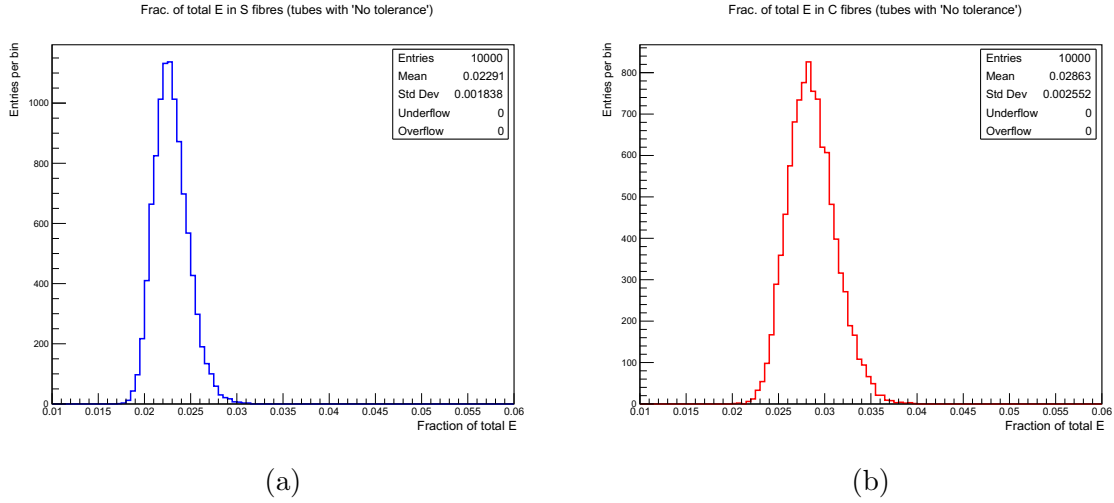 Frac. of total E in S fibres (tubes with 'No tolerance')
Entries per bin
1000
800
600
400
200
0
0.01 0.015 0.02 0.025 0.03 0.035 0.04 0.045 0.05 0.055 0.06
Fraction of total E
Entries 10000
Mean 0.02291
Std Dev 0.001838
Underflow 0
Overflow 0
(a)
Frac. of total E in C fibres (tubes with 'No tolerance')
Entries per bin
800
700
600
500
400
300
200
100
0
0.01 0.015 0.02 0.025 0.03 0.035 0.04 0.045 0.05 0.055 0.06
Fraction of total E
Entries 10000
Mean 0.02863
Std Dev 0.002552
Underflow 0
Overflow 0
(b)